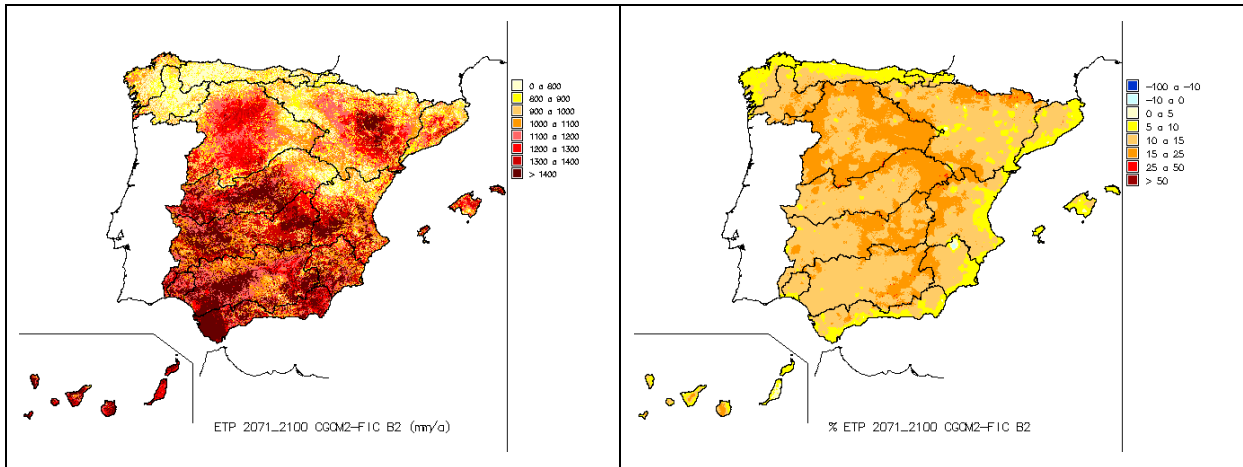 0 a 800
800 a 900
900 a 1000
1000 a 1100
1100 a 1200
1200 a 1300
1300 a 1400
> 1400
ETP 2071_2100 CGCM2-FIC B2 (mm/a)
-100 a -10
-10 a 0
0 a 5
5 a 10
10 a 15
15 a 25
25 a 50
> 50
% ETP 2071_2100 CGCM2-FIC B2